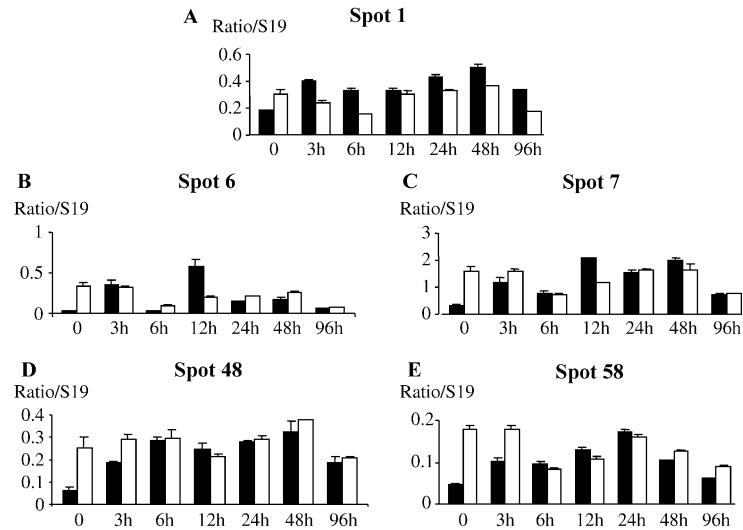 A Spot 1
Ratio/S19
0.6
0.4
0.2
0
0 3h 6h 12h 24h 48h 96h
B Spot 6
Ratio/S19
1
0.5
0
0 3h 6h 12h 24h 48h 96h
C Spot 7
Ratio/S19
3
2
1
0
0 3h 6h 12h 24h 48h 96h
D Spot 48
Ratio/S19
0.4
0.3
0.2
0.1
0
0 3h 6h 12h 24h 48h 96h
E Spot 58
Ratio/S19
0.2
0.1
0
0 3h 6h 12h 24h 48h 96h